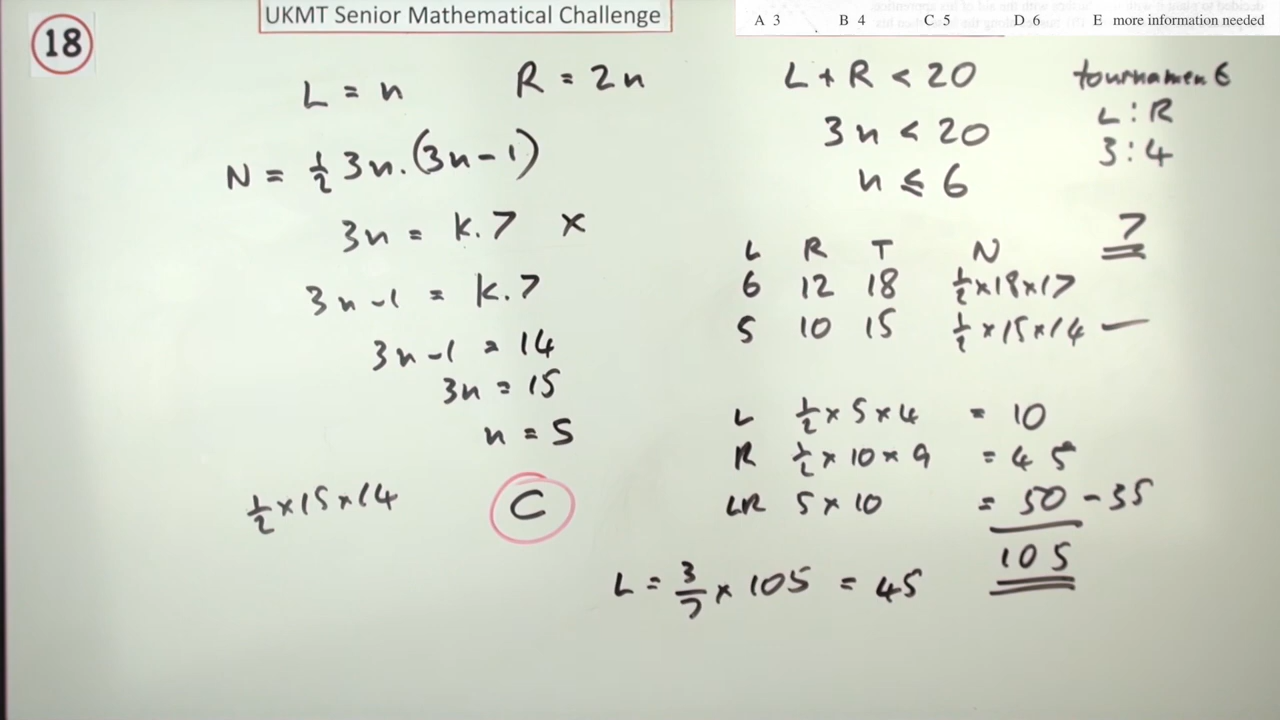 18
UKMT Senior Mathematical Challenge
A 3 B 4 C 5 D 6 E more information needed
L = n R = 2n
N = ½ 3n.(3n-1)
3n = k.7 ×
3n-1 = k.7
3n-1 = 14
3n = 15
n = 5
½×15×14
C
L + R < 20
3n < 20
n ≤ 6
tournament
L:R
3:4
7
L R T N
6 12 18 ½×18×17
5 10 15 ½×15×14 —
L ½×5×4 = 10
R ½×10×9 = 45
LR 5×10 = 50 - 35
105
L = 3/7 × 105 = 45